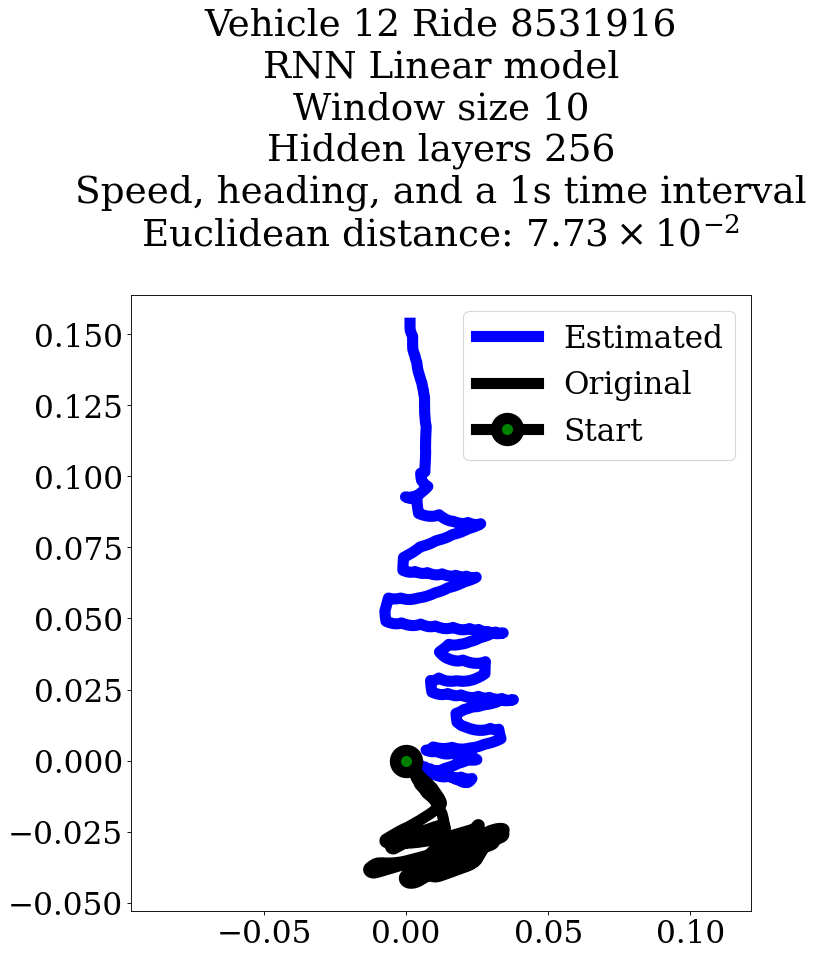 Vehicle 12 Ride 8531916
RNN Linear model
Window size 10
Hidden layers 256
Speed, heading, and a 1s time interval
Euclidean distance: 7.73 × 10⁻²
Estimated
Original
Start
0.150
0.125
0.100
0.075
0.050
0.025
0.000
−0.025
−0.050
−0.05
0.00
0.05
0.10